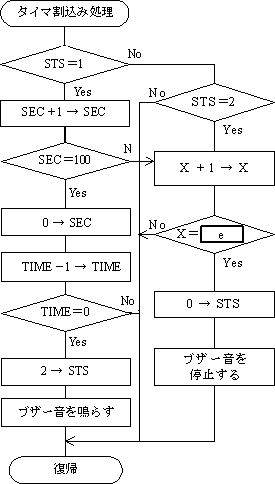 タイマ割込み処理
STS=1
No
Yes
SEC+1→SEC
STS=2
No
Yes
SEC=100
N
Yes
X +1→X
0→SEC
No
X= e
Yes
TIME-1→TIME
TIME=0
No
Yes
0→STS
2→STS
ブザー音を
停止する
ブザー音を鳴らす
復帰